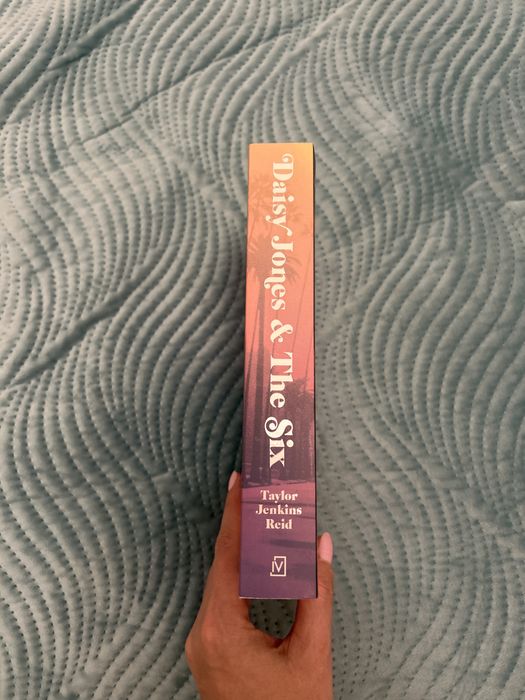 Daisy Jones & The Six
Taylor
Jenkins
Reid
V